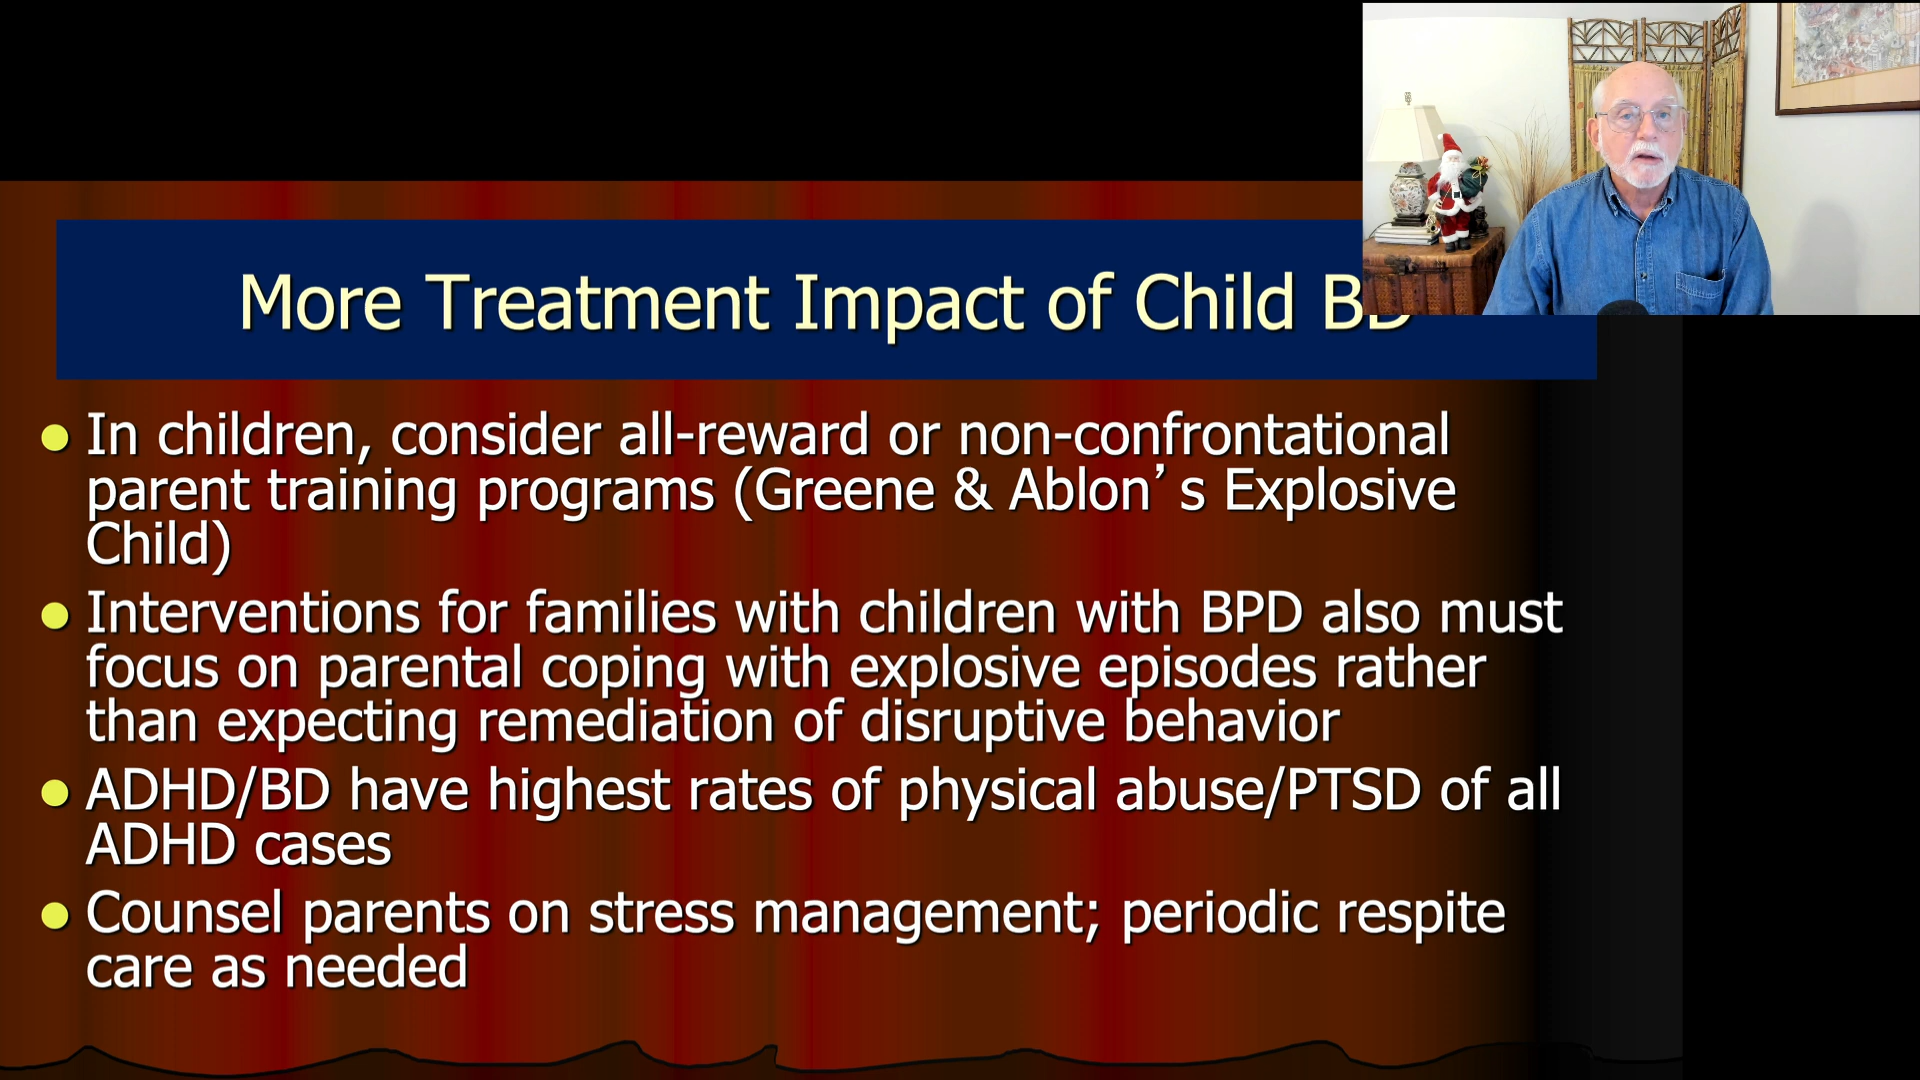 More Treatment Impact of Child BD
In children, consider all-reward or non-confrontational
parent training programs (Greene & Ablon’s Explosive
Child)
Interventions for families with children with BPD also must
focus on parental coping with explosive episodes rather
than expecting remediation of disruptive behavior
ADHD/BD have highest rates of physical abuse/PTSD of all
ADHD cases
Counsel parents on stress management; periodic respite
care as needed